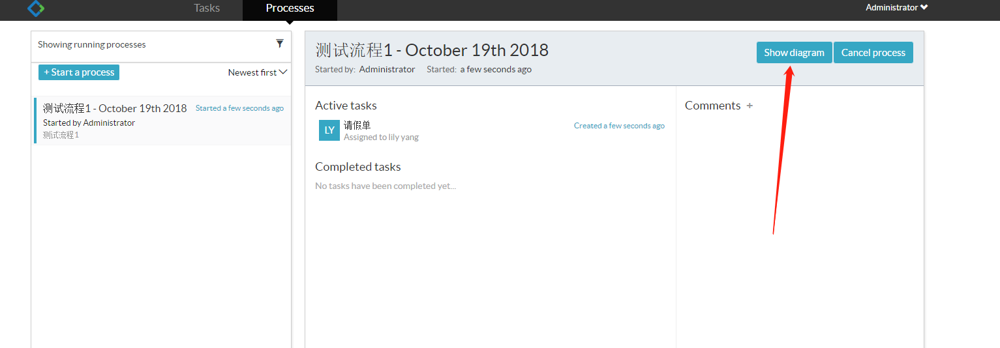 Tasks
Processes
Administrator
Showing running processes
+ Start a process
Newest first
测试流程1 - October 19th 2018
Started a few seconds ago
Started by Administrator
测试流程1
测试流程1 - October 19th 2018
Started by: Administrator Started: a few seconds ago
Show diagram
Cancel process
Active tasks
LY
请假单
Assigned to lily yang
Created a few seconds ago
Completed tasks
No tasks have been completed yet...
Comments +